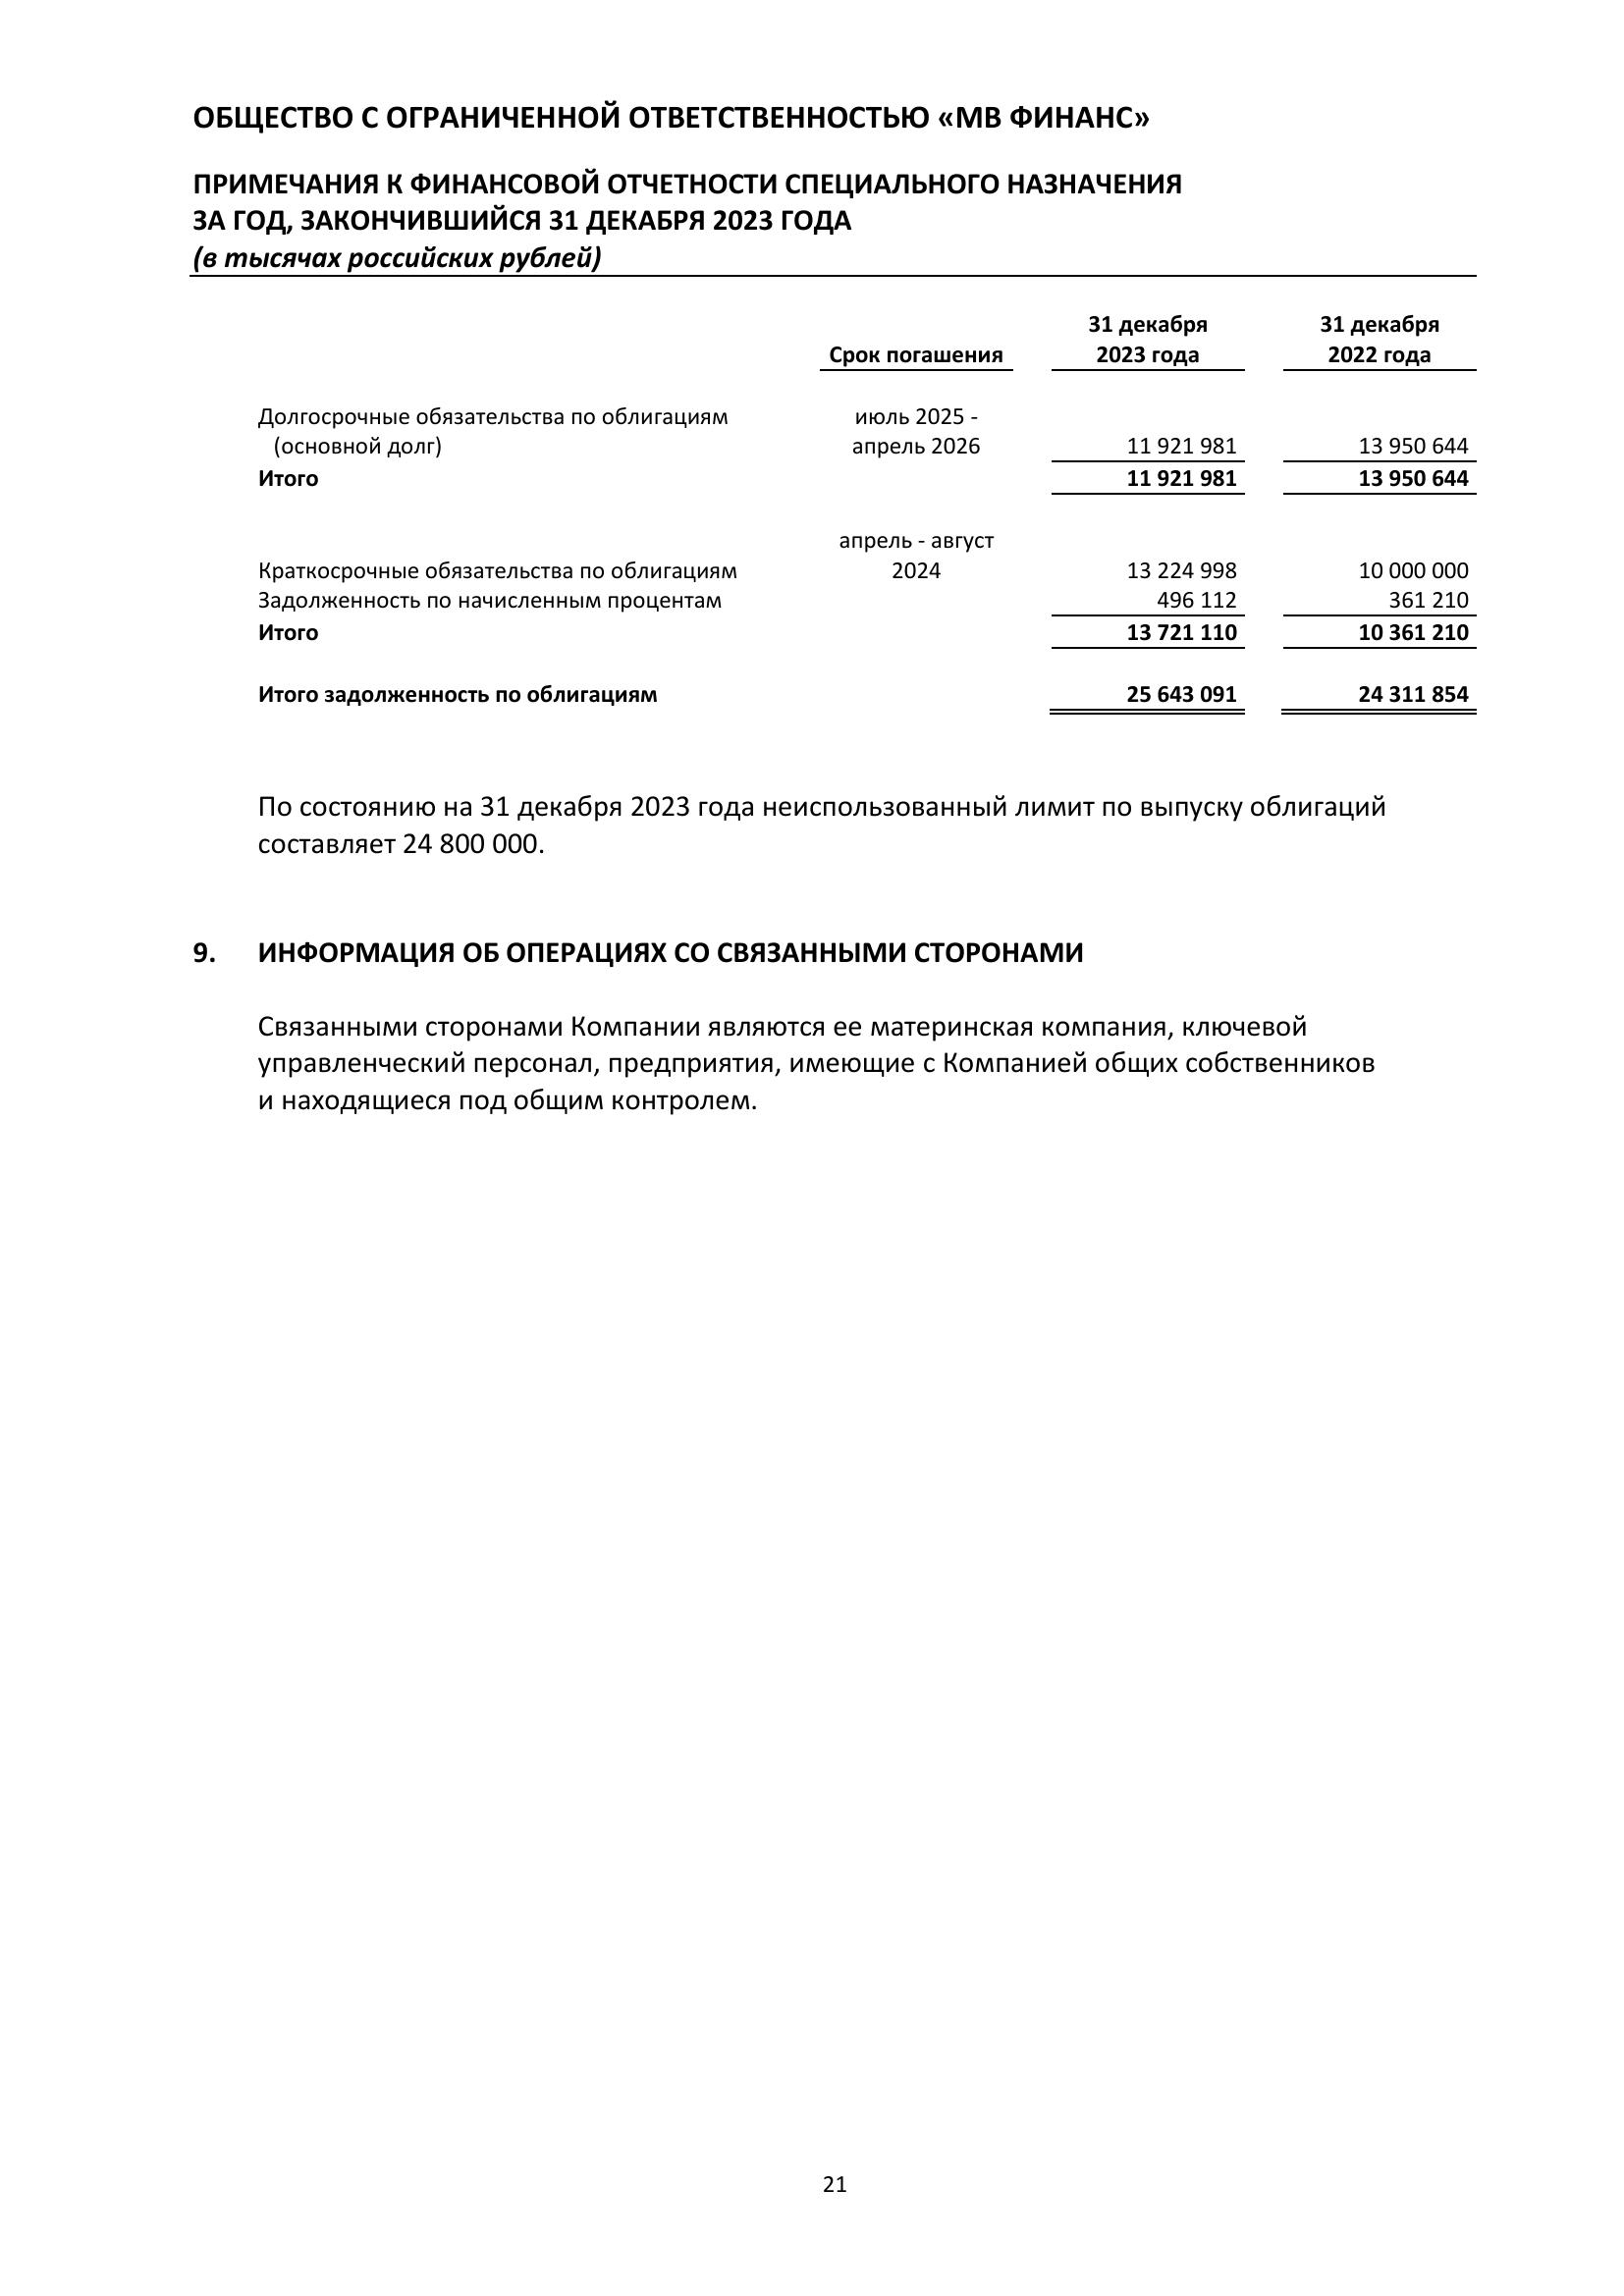 ОБЩЕСТВО С ОГРАНИЧЕННОЙ ОТВЕТСТВЕННОСТЬЮ «МВ ФИНАНС»
ПРИМЕЧАНИЯ К ФИНАНСОВОЙ ОТЧЕТНОСТИ СПЕЦИАЛЬНОГО НАЗНАЧЕНИЯ
ЗА ГОД, ЗАКОНЧИВШИЙСЯ 31 ДЕКАБРЯ 2023 ГОДА
(в тысячах российских рублей)
31 декабря 31 декабря
Срок погашения 2023 года 2022 года
Долгосрочные обязательства по облигациям июль 2025 -
(основной долг) апрель 2026 11 921 981 13 950 644
Итого 11 921 981 13 950 644
апрель - август
Краткосрочные обязательства по облигациям 2024 13 224 998 10 000 000
Задолженность по начисленным процентам 496 112 361 210
Итого 13 721 110 10 361 210
Итого задолженность по облигациям 25 643 091 24 311 854
По состоянию на 31 декабря 2023 года неиспользованный лимит по выпуску облигаций
составляет 24 800 000.
9. ИНФОРМАЦИЯ ОБ ОПЕРАЦИЯХ СО СВЯЗАННЫМИ СТОРОНАМИ
Связанными сторонами Компании являются ее материнская компания, ключевой
управленческий персонал, предприятия, имеющие с Компанией общих собственников
и находящиеся под общим контролем.
21